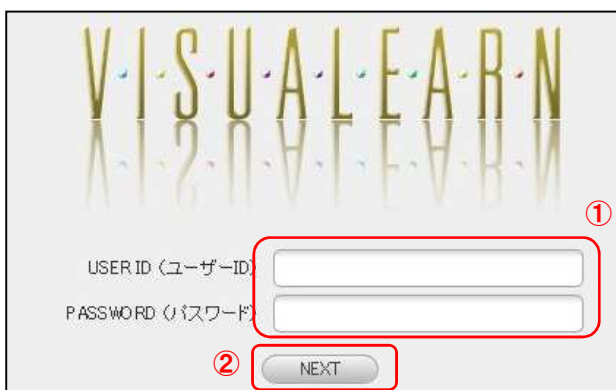 V・I・S・U・A・L・E・A・R・N
①
USER ID (ユーザーID)
PASSWORD (パスワード)
② NEXT